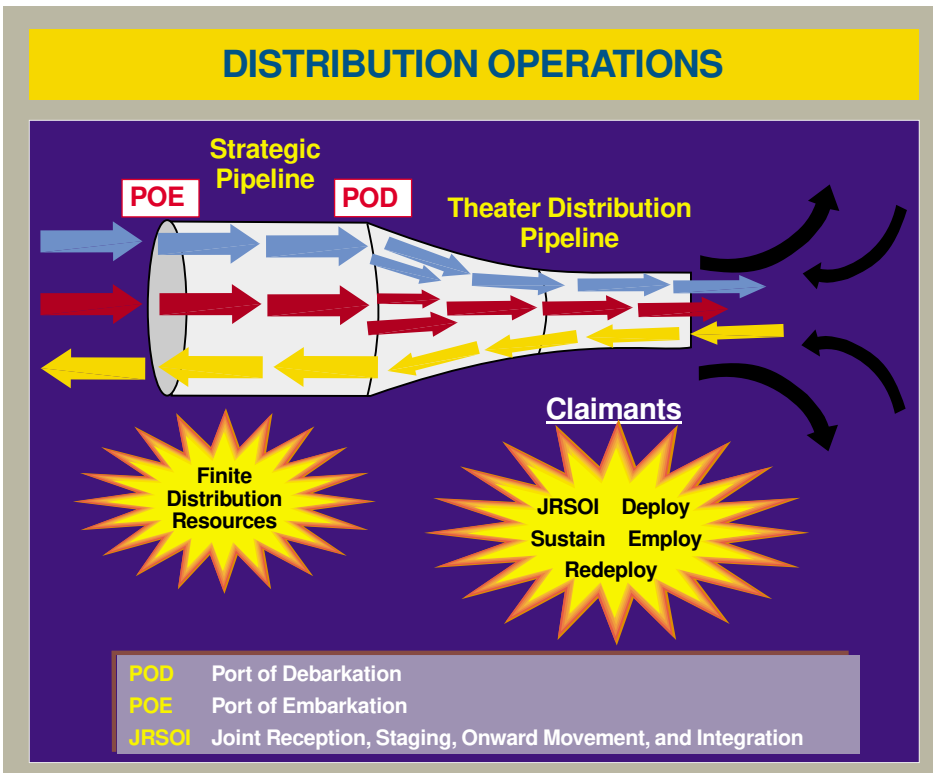 DISTRIBUTION OPERATIONS
Strategic
Pipeline
POE
POD
Theater Distribution
Pipeline
Claimants
Finite
Distribution
Resources
JRSOI Deploy
Sustain Employ
Redeploy
POD Port of Debarkation
POE Port of Embarkation
JRSOI Joint Reception, Staging, Onward Movement, and Integration